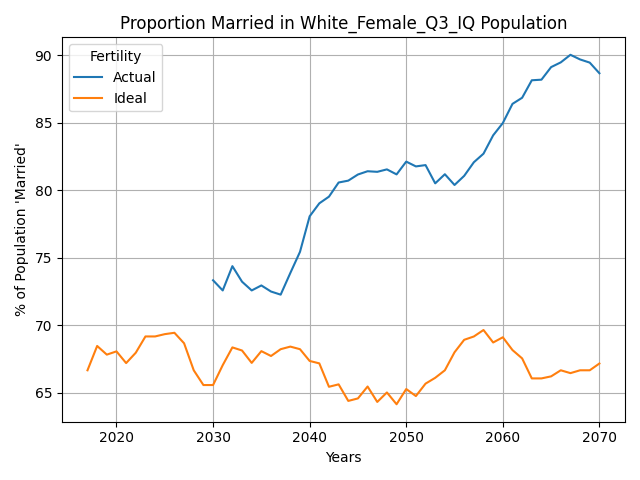 Proportion Married in White_Female_Q3_IQ Population
Fertility
Actual
Ideal
% of Population 'Married'
90
85
80
75
70
65
2020
2030
2040
2050
2060
2070
Years